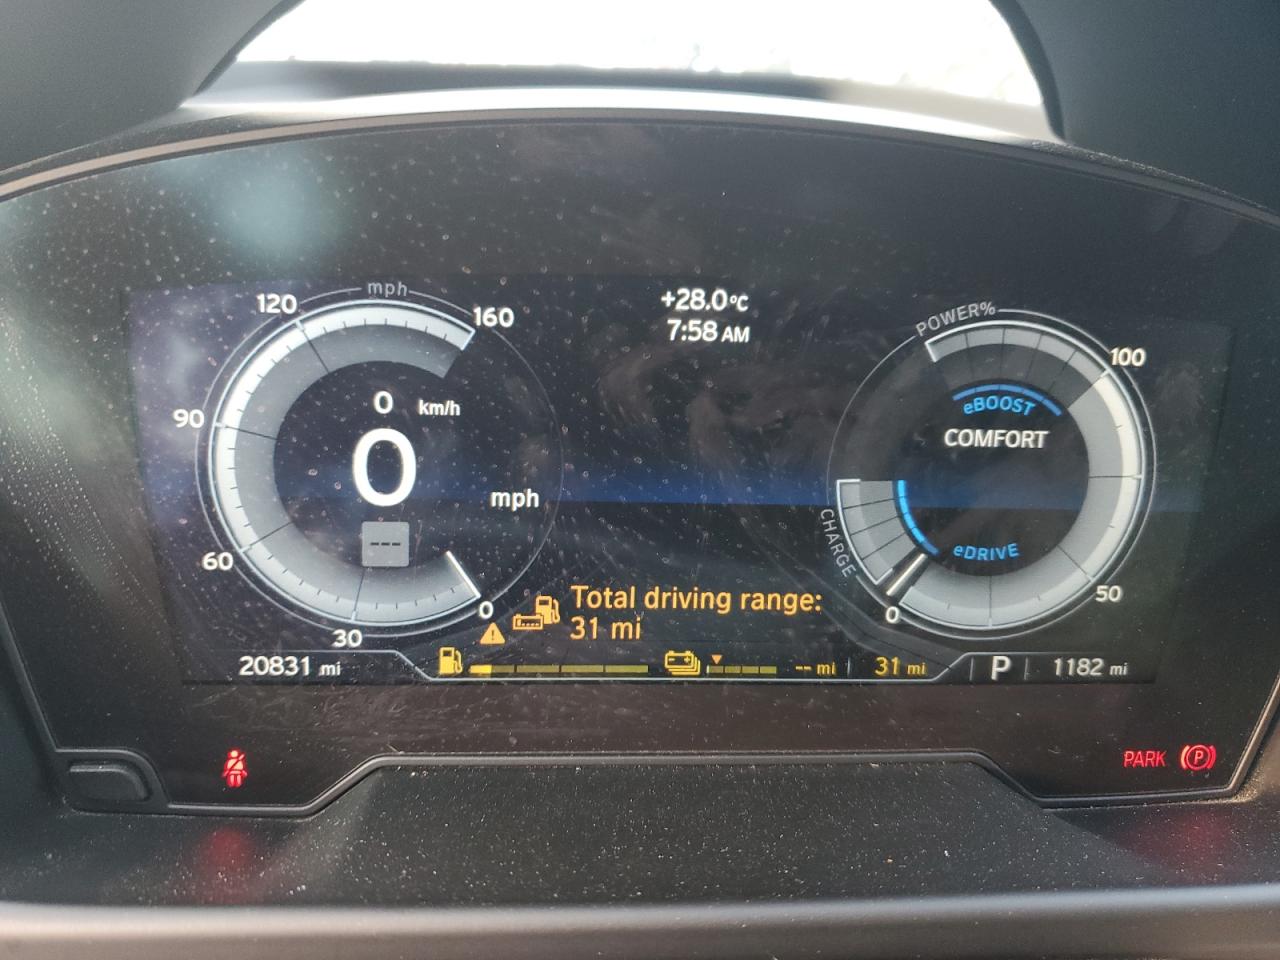 mph
120
160
90
60
30
0
0 km/h
0
mph
---
+28.0°C
7:58 AM
POWER%
100
eBOOST
COMFORT
eDRIVE
CHARGE
50
0
Total driving range:
31 mi
20831 mi
-- mi
31 mi
P
1182 mi
PARK
P